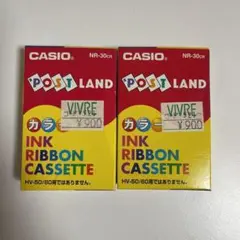 CASIO NR-30CR
POST LAND
VIVRE
¥900
カラー
INK
RIBBON
CASSETTE
HV-50/60用ではありません。
CASIO NR-30CR
POST LAND
VIVRE
¥900
カラー
INK
RIBBON
CASSETTE
HV-50/60用ではありません。